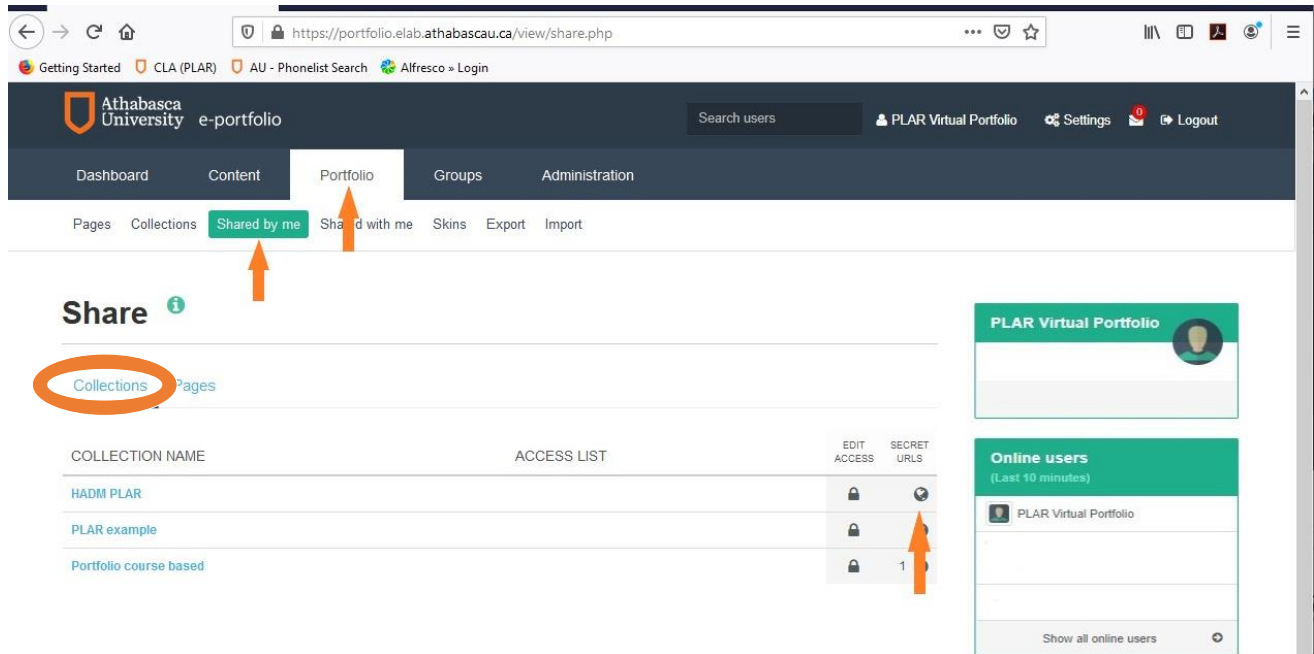 https://portfolio.elab.athabascau.ca/view/share.php
Getting Started CLA (PLAR) AU - Phonelist Search Alfresco » Login
Athabasca
University e-portfolio
Search users PLAR Virtual Portfolio Settings 0 Logout
Dashboard Content Portfolio Groups Administration
Pages Collections Shared by me Shared with me Skins Export Import
Share
PLAR Virtual Portfolio
Collections Pages
COLLECTION NAME ACCESS LIST EDIT ACCESS SECRET URLS
HADM PLAR
PLAR example
Portfolio course based 1
Online users
(Last 10 minutes)
PLAR Virtual Portfolio
Show all online users